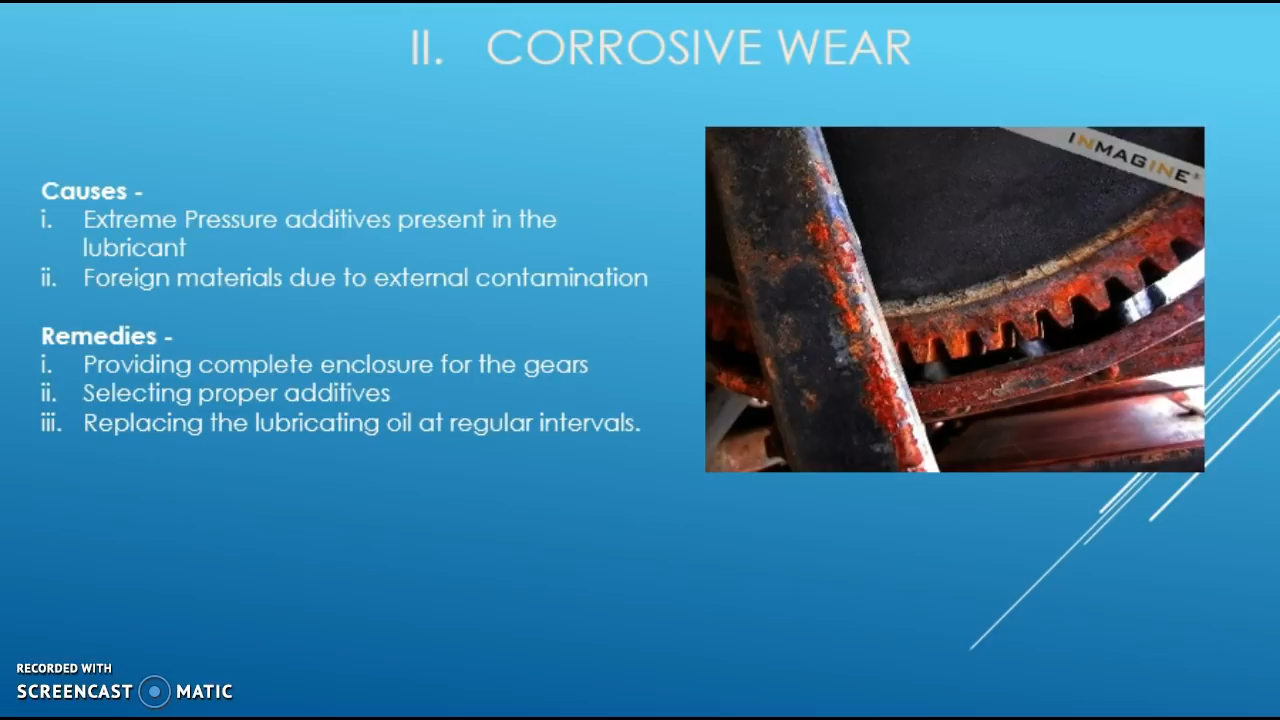 II. CORROSIVE WEAR
Causes -
i. Extreme Pressure additives present in the
lubricant
ii. Foreign materials due to external contamination
Remedies -
i. Providing complete enclosure for the gears
ii. Selecting proper additives
iii. Replacing the lubricating oil at regular intervals.
INMAGINE®
RECORDED WITH
SCREENCAST MATIC